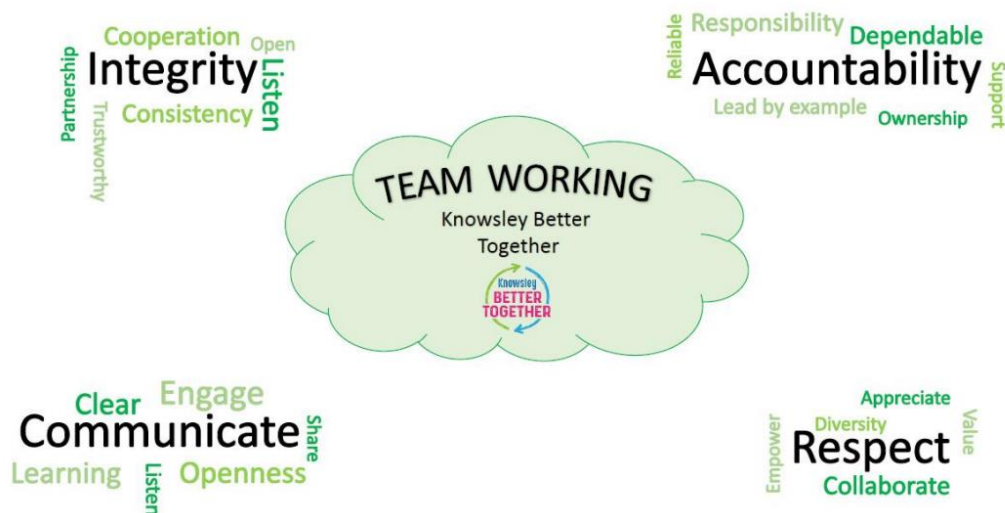 Cooperation
Open
Partnership
Integrity
Listen
Trustworthy
Consistency
Reliable
Responsibility
Dependable
Accountability
Support
Lead by example
Ownership
TEAM WORKING
Knowsley Better
Together
Knowsley
BETTER
TOGETHER
Engage
Clear
Communicate
Share
Learning
Listen
Openness
Appreciate
Empower
Diversity
Value
Respect
Collaborate